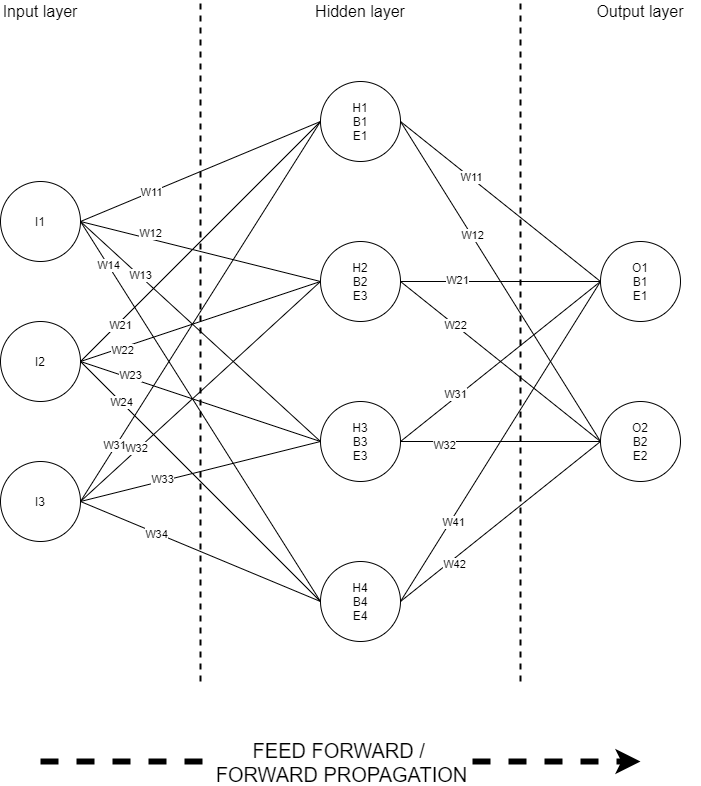 Input layer
Hidden layer
Output layer
H1
B1
E1
W11
W11
I1
W12
W12
W14
W13
H2
B2
E3
W21
O1
B1
E1
W21
W22
W22
I2
W23
W24
W31
H3
B3
E3
O2
B2
E2
W31
W32
W32
W33
I3
W34
W41
W42
H4
B4
E4
FEED FORWARD /
FORWARD PROPAGATION